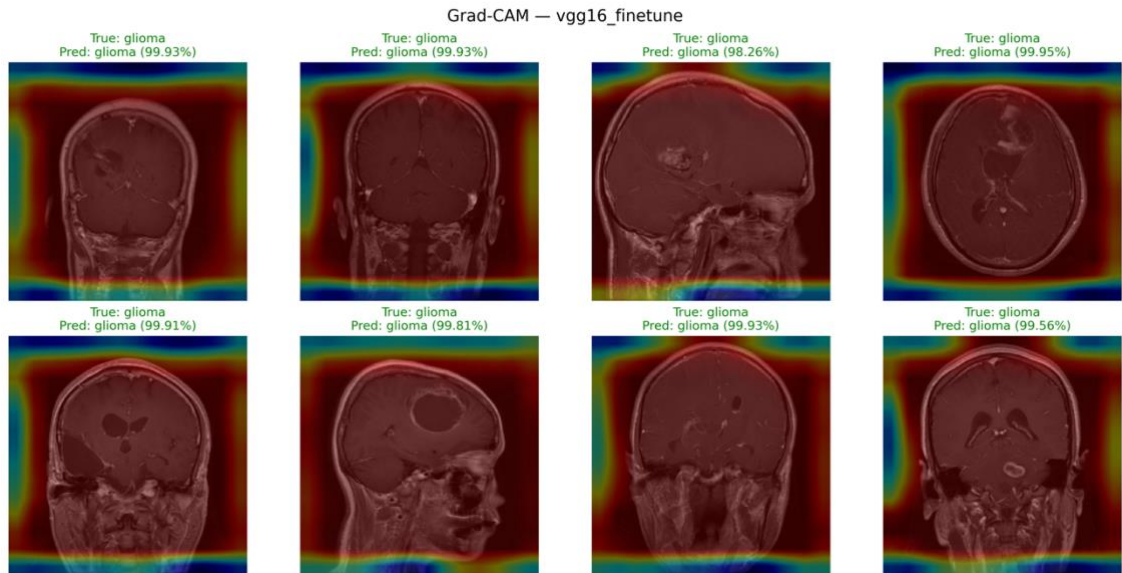 Grad-CAM — vgg16_finetune
True: glioma
Pred: glioma (99.93%)
True: glioma
Pred: glioma (99.93%)
True: glioma
Pred: glioma (98.26%)
True: glioma
Pred: glioma (99.95%)
True: glioma
Pred: glioma (99.91%)
True: glioma
Pred: glioma (99.81%)
True: glioma
Pred: glioma (99.93%)
True: glioma
Pred: glioma (99.56%)